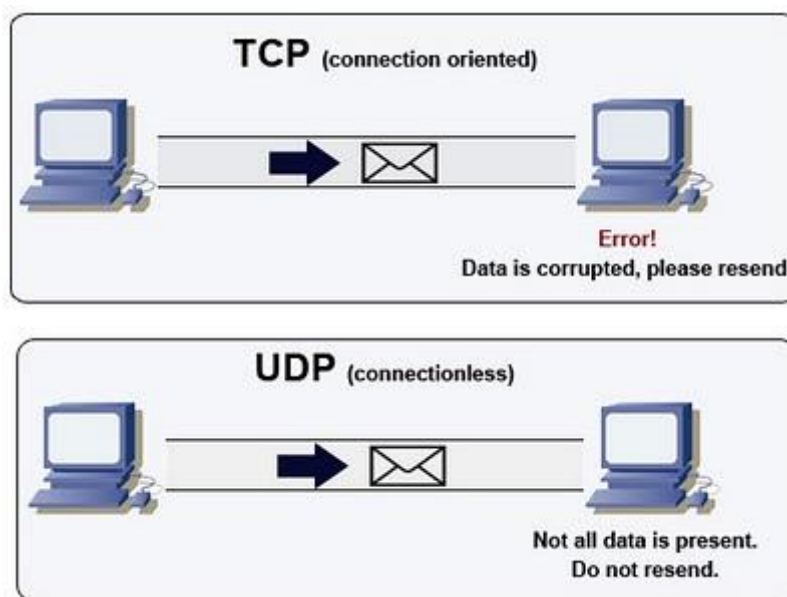 TCP (connection oriented)
Error!
Data is corrupted, please resend
UDP (connectionless)
Not all data is present.
Do not resend.